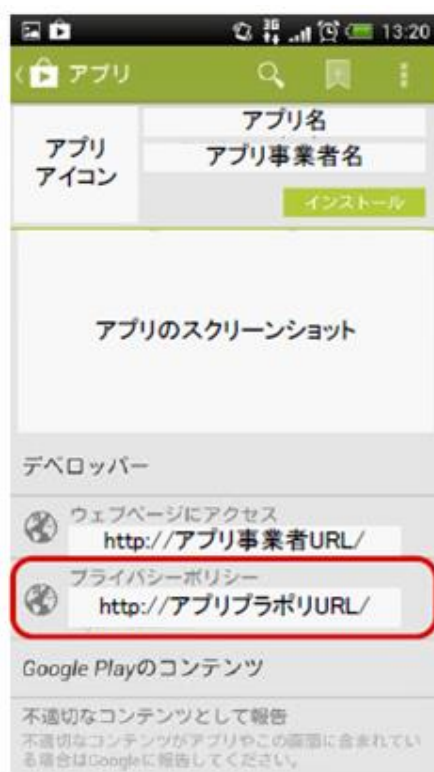 3G 13:20
アプリ
アプリ
アイコン
アプリ名
アプリ事業者名
インストール
アプリのスクリーンショット
デベロッパー
ウェブページにアクセス
http://アプリ事業者URL/
プライバシーポリシー
http://アプリプラポリURL/
Google Playのコンテンツ
不適切なコンテンツとして報告
不適切なコンテンツがアプリやこの画面に含まれてい
る場合はGoogleに報告してください。